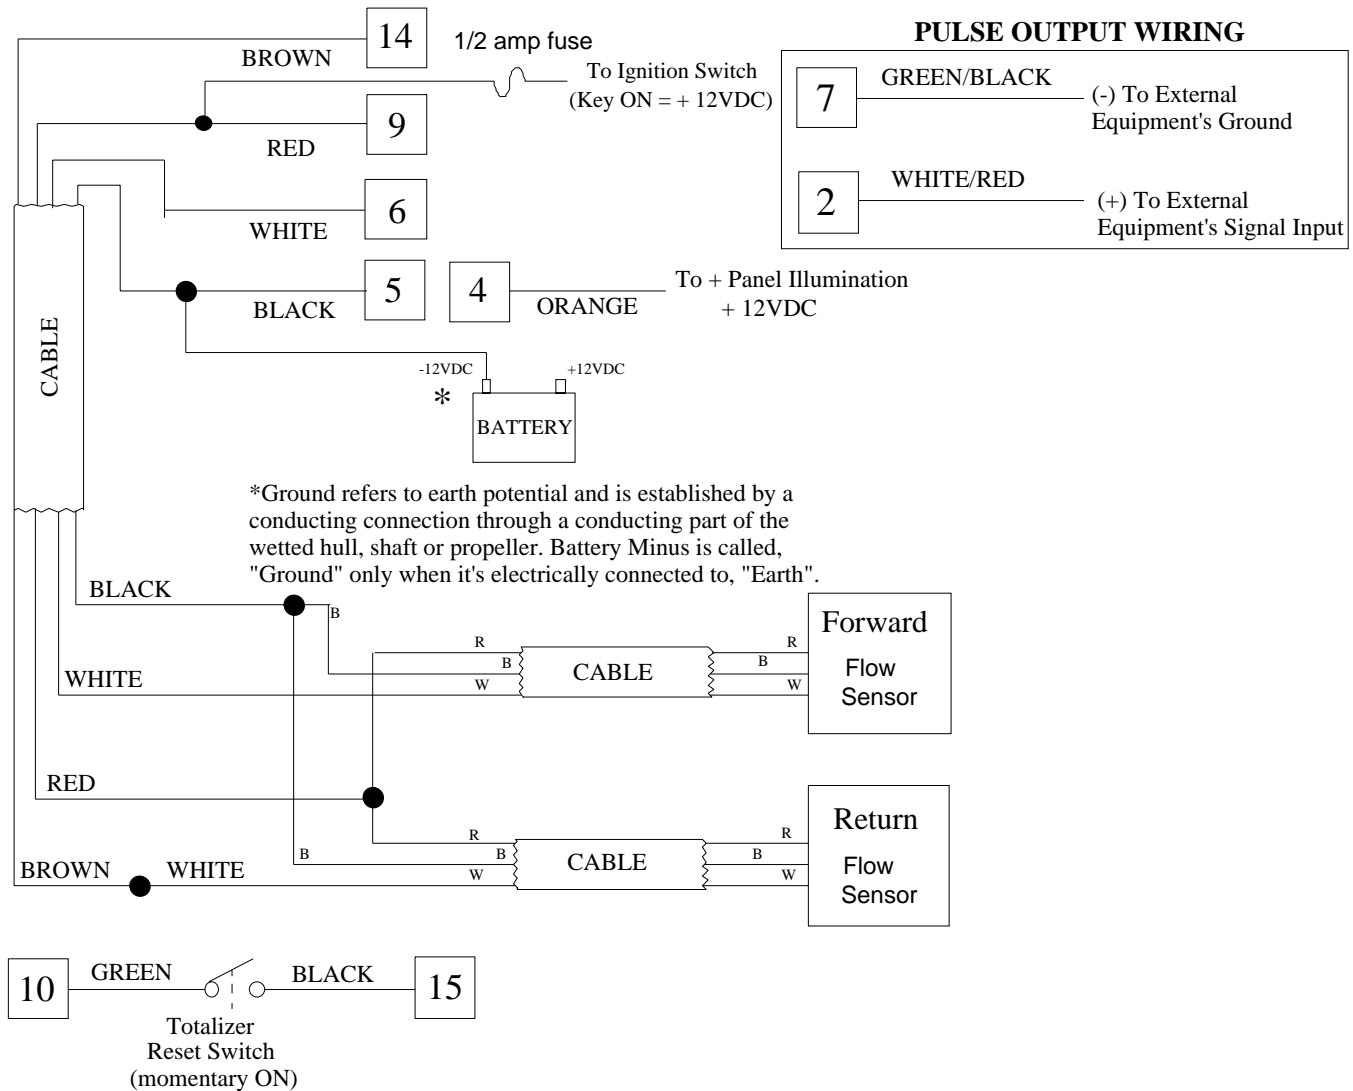 14
BROWN
1/2 amp fuse
To Ignition Switch
(Key ON = + 12VDC)
9
RED
6
WHITE
5
BLACK
4
ORANGE
To + Panel Illumination
+ 12VDC
PULSE OUTPUT WIRING
7
GREEN/BLACK
(-) To External
Equipment's Ground
2
WHITE/RED
(+) To External
Equipment's Signal Input
CABLE
-12VDC
+12VDC
*
BATTERY
*Ground refers to earth potential and is established by a
conducting connection through a conducting part of the
wetted hull, shaft or propeller. Battery Minus is called,
"Ground" only when it's electrically connected to, "Earth".
BLACK
B
WHITE
R
B
W
CABLE
R
B
W
Forward
Flow
Sensor
RED
BROWN
WHITE
B
R
B
W
CABLE
R
B
W
Return
Flow
Sensor
10
GREEN
BLACK
15
Totalizer
Reset Switch
(momentary ON)